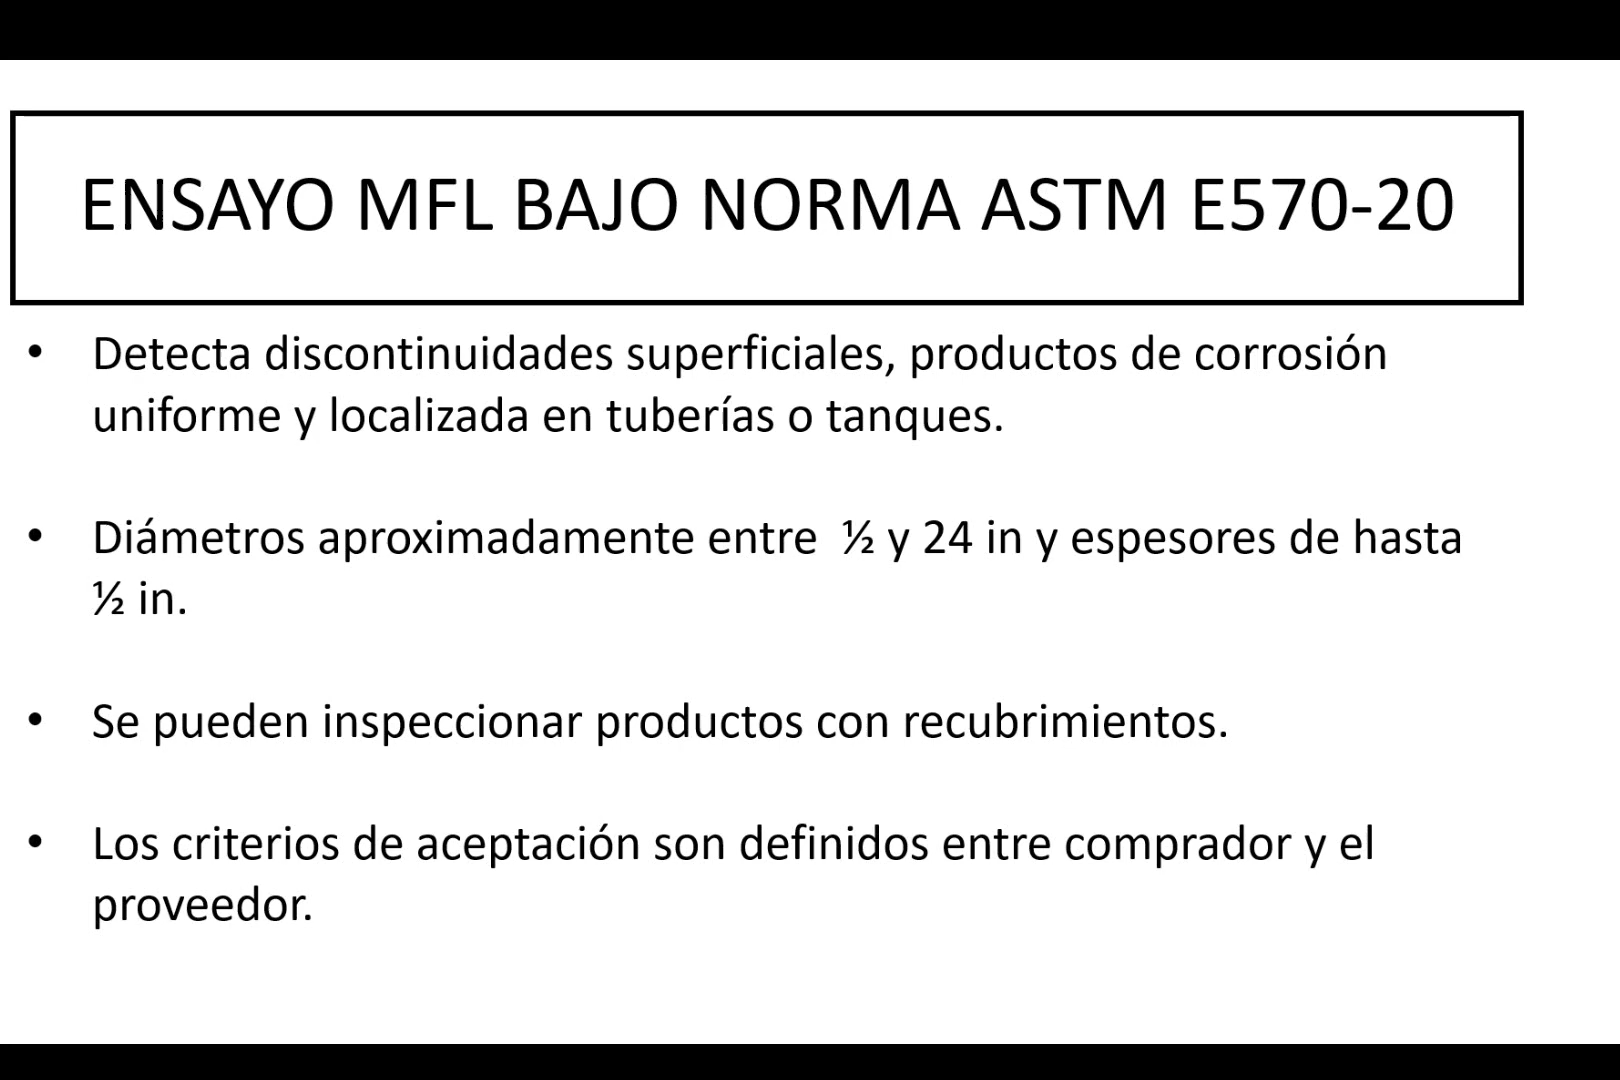 ENSAYO MFL BAJO NORMA ASTM E570-20
• Detecta discontinuidades superficiales, productos de corrosión
uniforme y localizada en tuberías o tanques.
• Diámetros aproximadamente entre  ½ y 24 in y espesores de hasta
½ in.
• Se pueden inspeccionar productos con recubrimientos.
• Los criterios de aceptación son definidos entre comprador y el
proveedor.